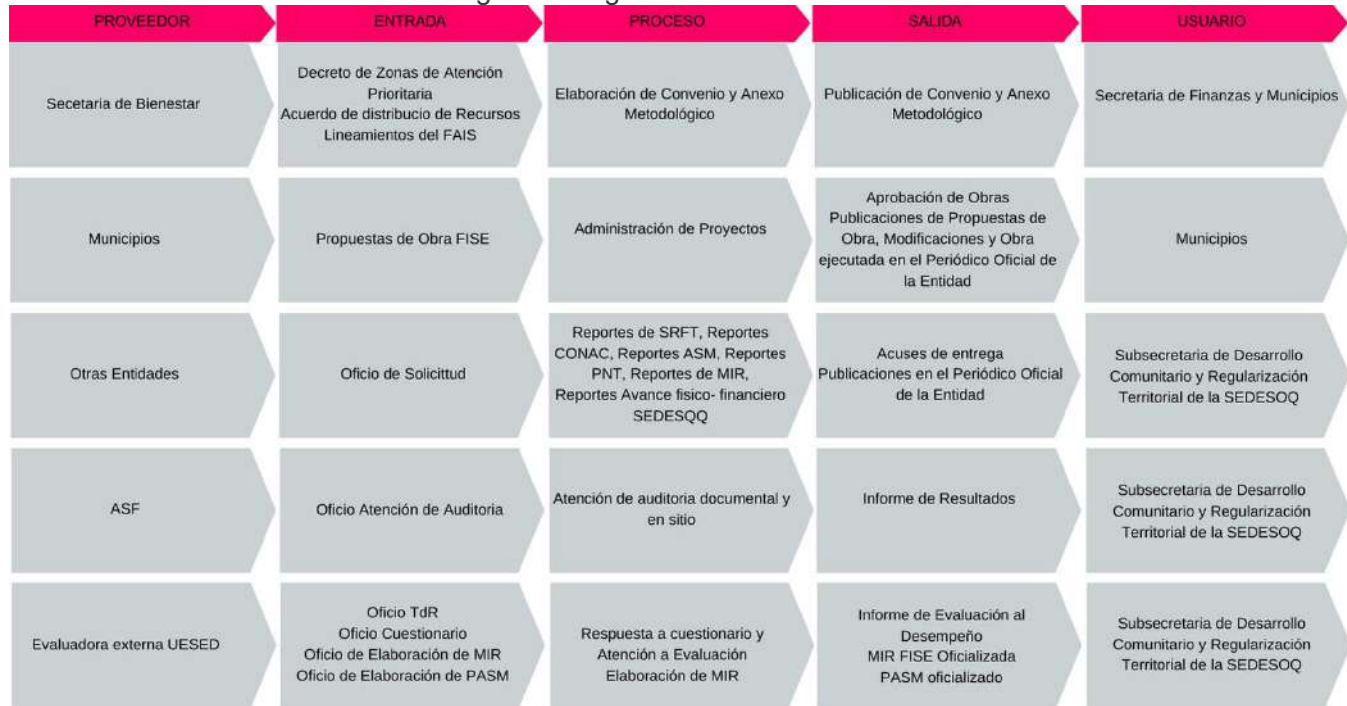 PROVEEDOR
ENTRADA
PROCESO
SALIDA
USUARIO
Secetaria de Bienestar
Decreto de Zonas de Atención
Prioritaria
Acuerdo de distribucio de Recursos
Lineamientos del FAIS
Elaboración de Convenio y Anexo
Metodológico
Publicación de Convenio y Anexo
Metodológico
Secretaria de Finanzas y Municipios
Municipios
Propuestas de Obra FISE
Administración de Proyectos
Aprobación de Obras
Publicaciones de Propuestas de
Obra, Modificaciones y Obra
ejecutada en el Periódico Oficial de
la Entidad
Municipios
Otras Entidades
Oficio de Solicittud
Reportes de SRFT, Reportes
CONAC, Reportes ASM, Reportes
PNT, Reportes de MIR,
Reportes Avance fisico- financiero
SEDESQQ
Acuses de entrega
Publicaciones en el Periódico Oficial
de la Entidad
Subsecretaria de Desarrollo
Comunitario y Regularización
Territorial de la SEDESOQ
ASF
Oficio Atención de Auditoria
Atención de auditoria documental y
en sitio
Informe de Resultados
Subsecretaria de Desarrollo
Comunitario y Regularización
Territorial de la SEDESOQ
Evaluadora externa UESED
Oficio TdR
Oficio Cuestionario
Oficio de Elaboración de MIR
Oficio de Elaboración de PASM
Respuesta a cuestionario y
Atención a Evaluación
Elaboración de MIR
Informe de Evaluación al
Desempeño
MIR FISE Oficializada
PASM oficializado
Subsecretaria de Desarrollo
Comunitario y Regularización
Territorial de la SEDESOQ